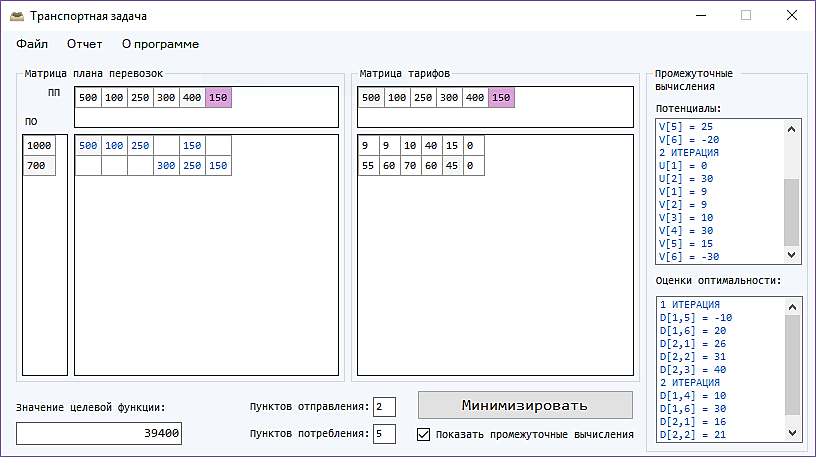 Транспортная задача
Файл Отчет О программе
Матрица плана перевозок
ПП
500 100 250 300 400 150
ПО
1000
700
500 100 250 150
300 250 150
Матрица тарифов
500 100 250 300 400 150
9 9 10 40 15 0
55 60 70 60 45 0
Промежуточные
вычисления
Потенциалы:
V[5] = 25
V[6] = -20
2 ИТЕРАЦИЯ
U[1] = 0
U[2] = 30
V[1] = 9
V[2] = 9
V[3] = 10
V[4] = 30
V[5] = 15
V[6] = -30
Оценки оптимальности:
1 ИТЕРАЦИЯ
D[1,5] = -10
D[1,6] = 20
D[2,1] = 26
D[2,2] = 31
D[2,3] = 40
2 ИТЕРАЦИЯ
D[1,4] = 10
D[1,6] = 30
D[2,1] = 16
D[2,2] = 21
Значение целевой функции:
39400
Пунктов отправления: 2
Пунктов потребления: 5
Минимизировать
Показать промежуточные вычисления